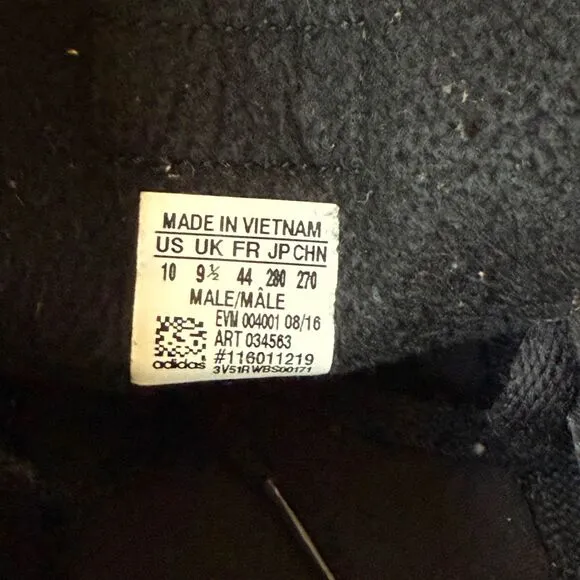 MADE IN VIETNAM
US UK FR JP CHN
10 9½ 44 280 270
MALE/MÂLE
EVM 004001 08/16
ART 034563
#116011219
adidas 3V51RWBS00171